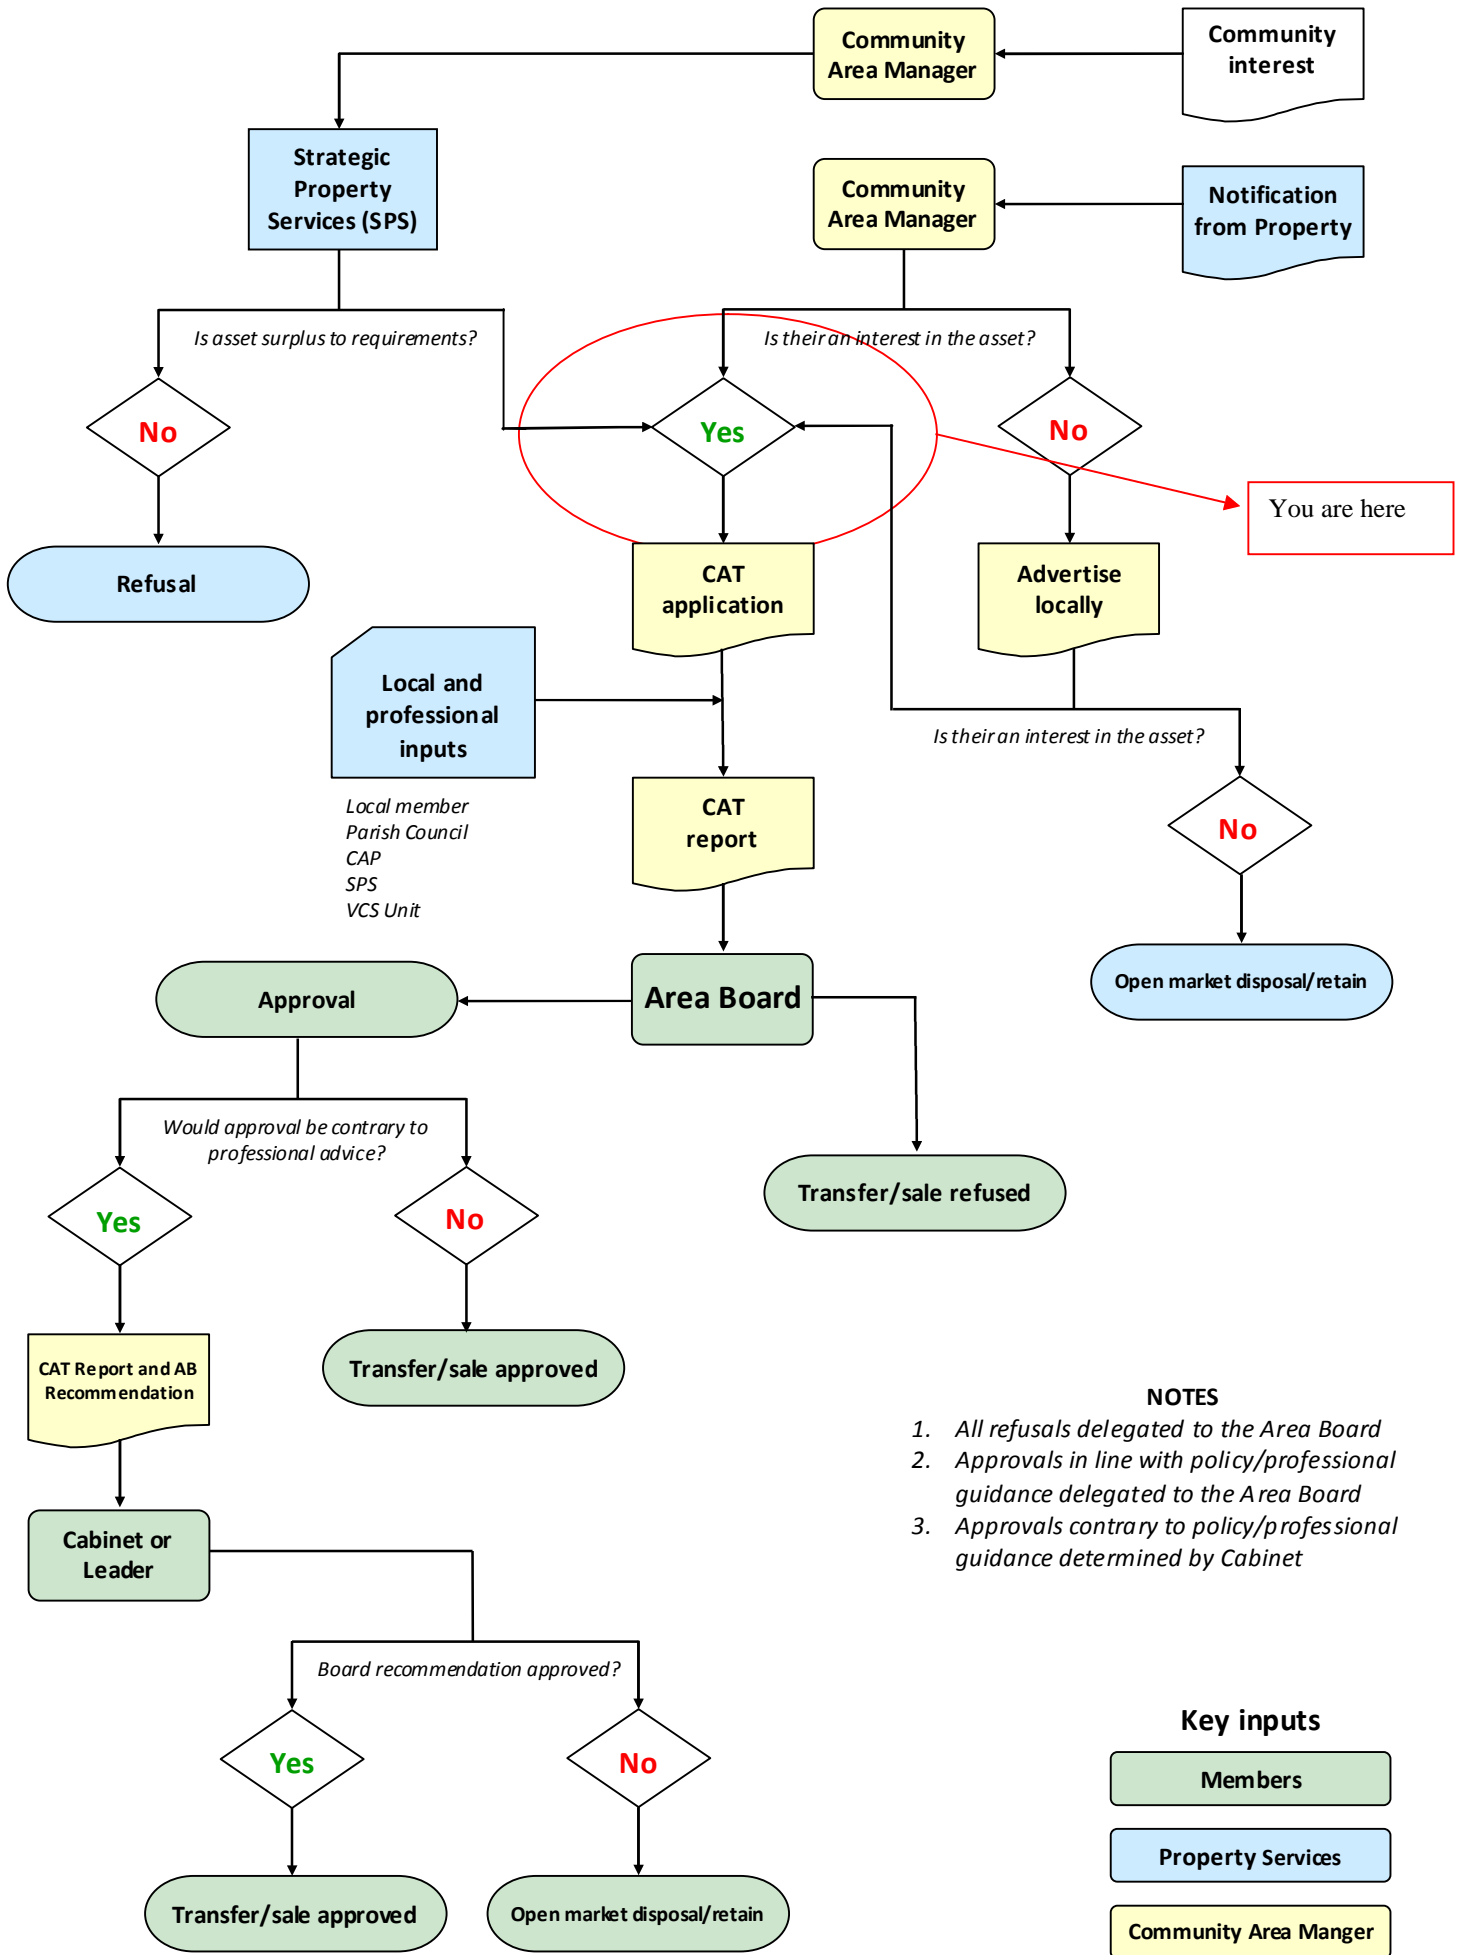 Community
Area Manager
Community
interest
Strategic
Property
Services (SPS)
Community
Area Manager
Notification
from Property
Is asset surplus to requirements?
Is their an interest in the asset?
No
Yes
No
You are here
Refusal
CAT
application
Advertise
locally
Local and
professional
inputs
Is their an interest in the asset?
Local member
Parish Council
CAP
SPS
VCS Unit
CAT
report
No
Approval
Area Board
Open market disposal/retain
Would approval be contrary to
professional advice?
Yes
No
Transfer/sale refused
CAT Report and AB
Recommendation
Transfer/sale approved
NOTES
1. All refusals delegated to the Area Board
2. Approvals in line with policy/professional
guidance delegated to the Area Board
3. Approvals contrary to policy/professional
guidance determined by Cabinet
Cabinet or
Leader
Board recommendation approved?
Yes
No
Transfer/sale approved
Open market disposal/retain
Key inputs
Members
Property Services
Community Area Manger